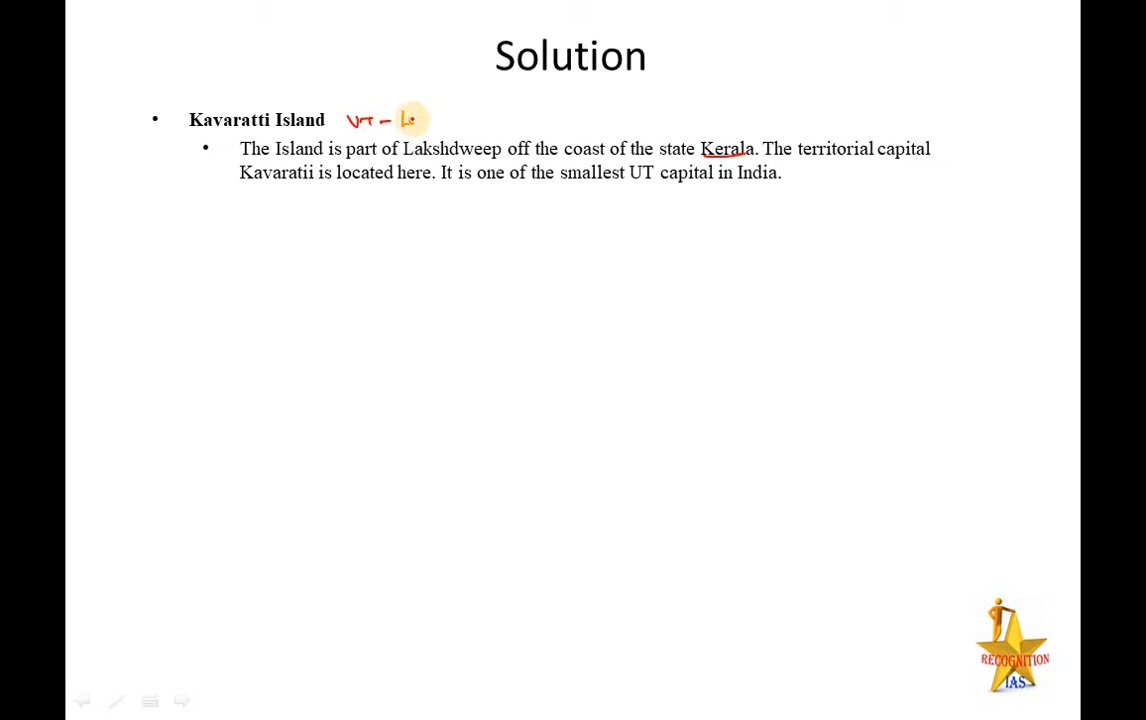 Solution
• Kavaratti Island UT -
• The Island is part of Lakshdweep off the coast of the state Kerala. The territorial capital
Kavaratii is located here. It is one of the smallest UT capital in India.
RECOGNITION
IAS